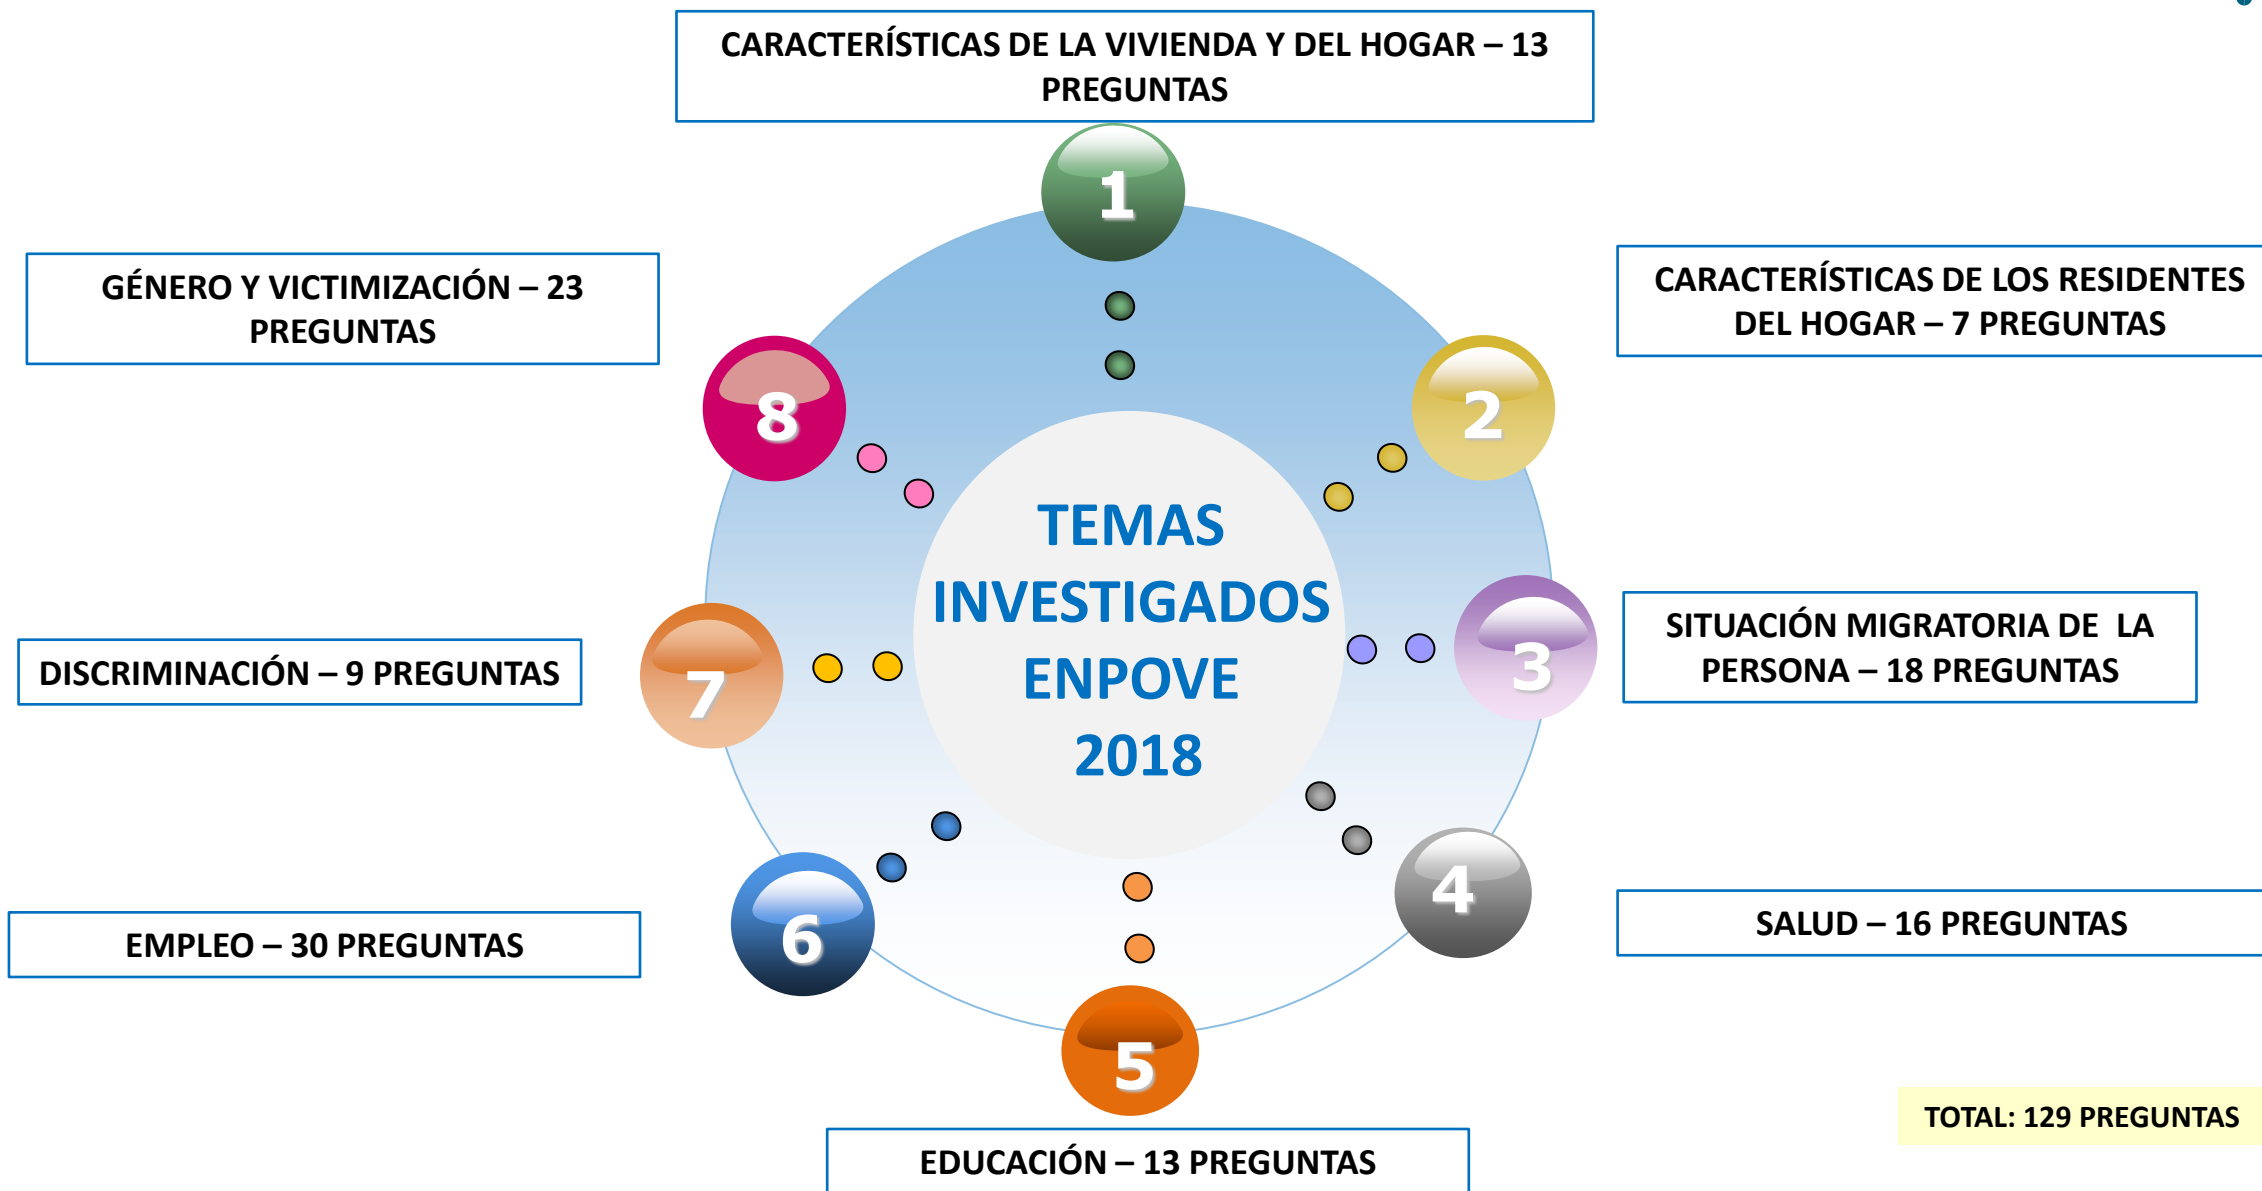 CARACTERÍSTICAS DE LA VIVIENDA Y DEL HOGAR – 13
PREGUNTAS
1
CARACTERÍSTICAS DE LOS RESIDENTES
DEL HOGAR – 7 PREGUNTAS
2
SITUACIÓN MIGRATORIA DE LA
PERSONA – 18 PREGUNTAS
3
SALUD – 16 PREGUNTAS
4
EDUCACIÓN – 13 PREGUNTAS
5
EMPLEO – 30 PREGUNTAS
6
DISCRIMINACIÓN – 9 PREGUNTAS
7
GÉNERO Y VICTIMIZACIÓN – 23
PREGUNTAS
8
TEMAS
INVESTIGADOS
ENPOVE
2018
TOTAL: 129 PREGUNTAS